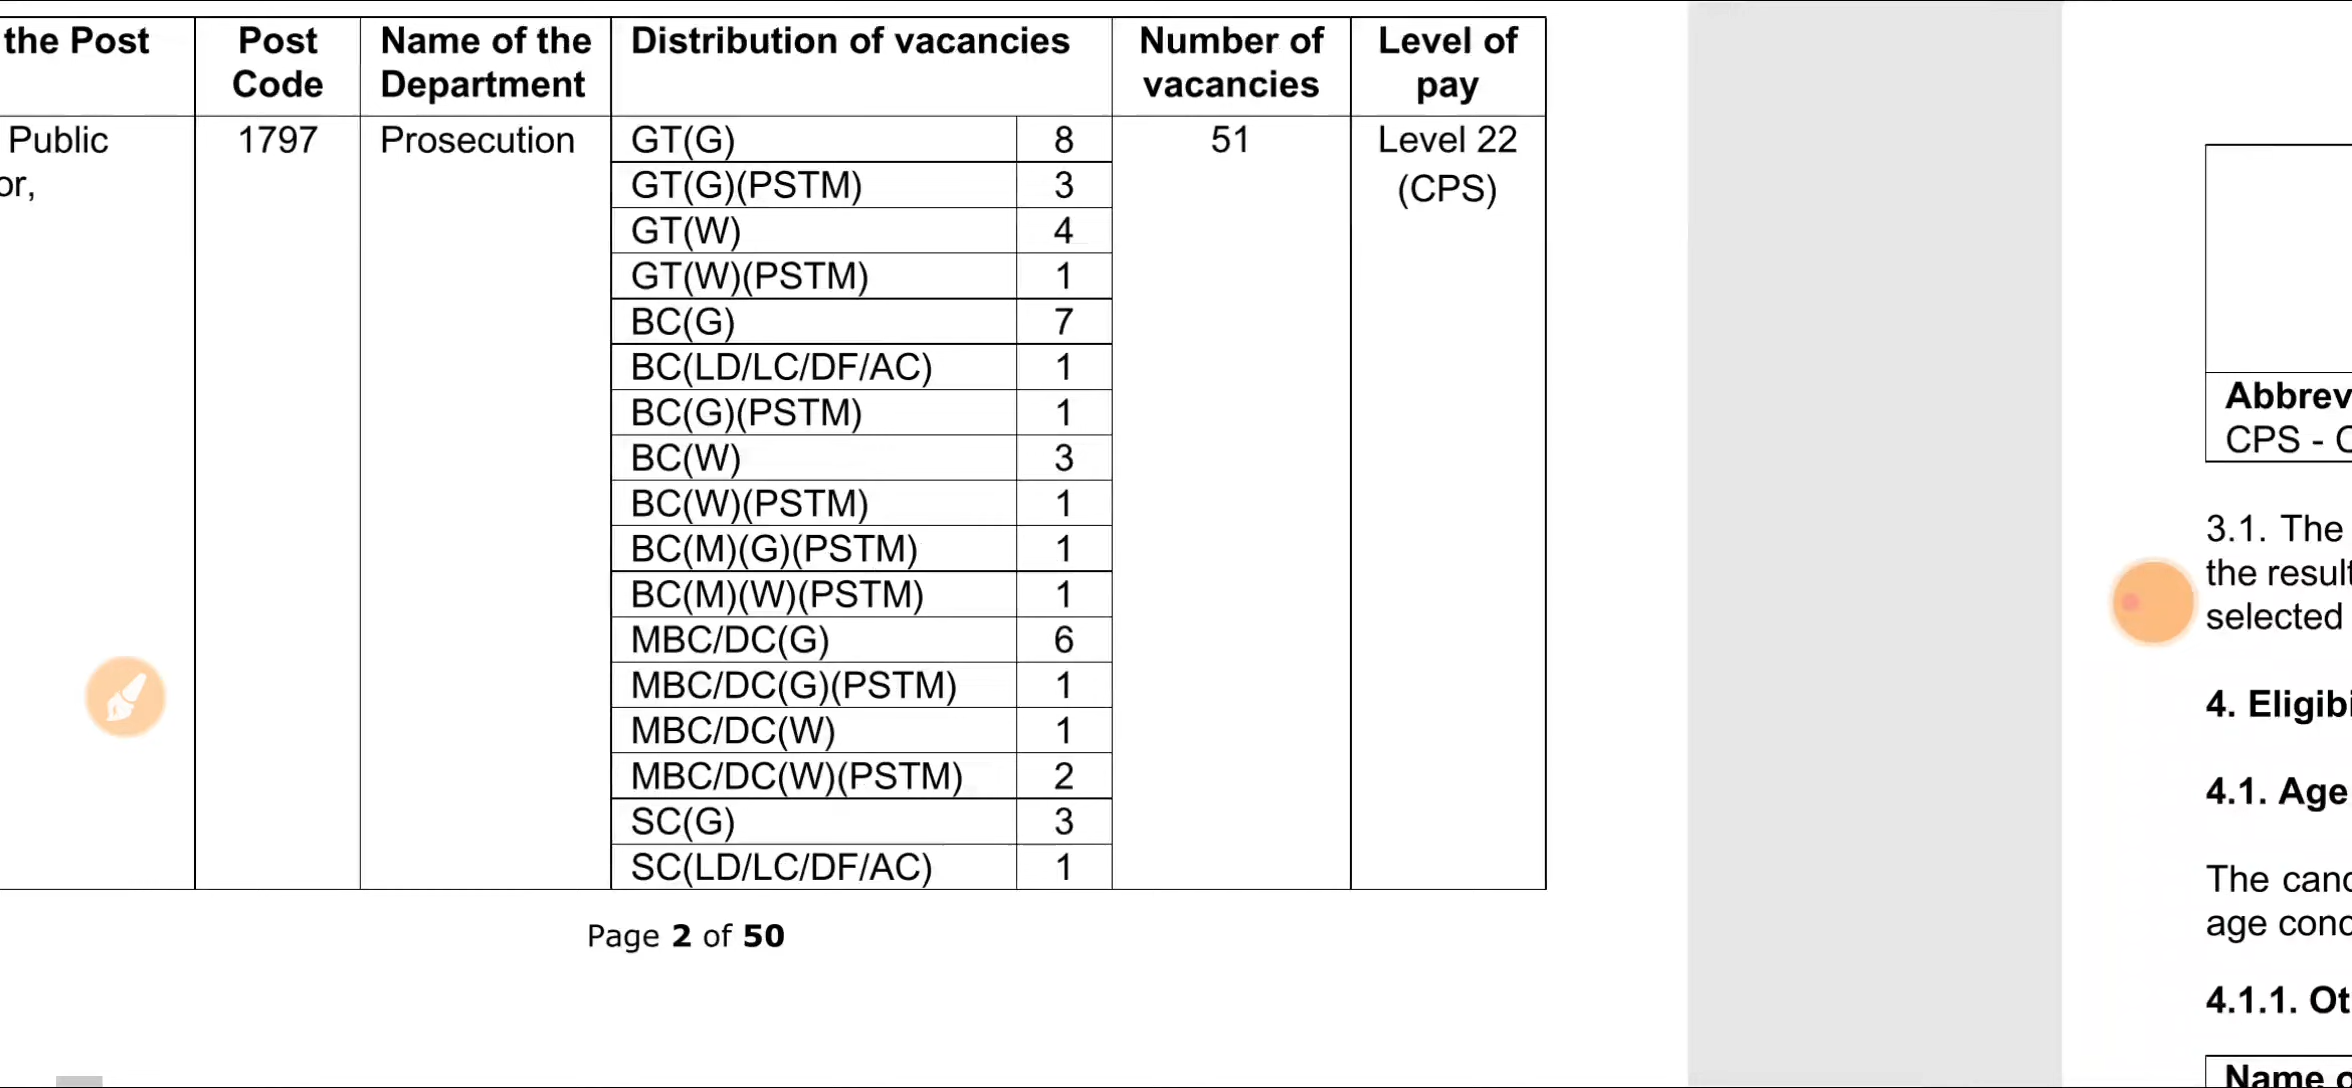 the Post
Post Code
Name of the Department
Distribution of vacancies
Number of vacancies
Level of pay
Public
or,
1797
Prosecution
GT(G) 8
GT(G)(PSTM) 3
GT(W) 4
GT(W)(PSTM) 1
BC(G) 7
BC(LD/LC/DF/AC) 1
BC(G)(PSTM) 1
BC(W) 3
BC(W)(PSTM) 1
BC(M)(G)(PSTM) 1
BC(M)(W)(PSTM) 1
MBC/DC(G) 6
MBC/DC(G)(PSTM) 1
MBC/DC(W) 1
MBC/DC(W)(PSTM) 2
SC(G) 3
SC(LD/LC/DF/AC) 1
51
Level 22
(CPS)
Page 2 of 50
Abbrev
CPS - C
3.1. The
the result
selected
4. Eligibi
4.1. Age
The canc
age conc
4.1.1. Ot
Name o